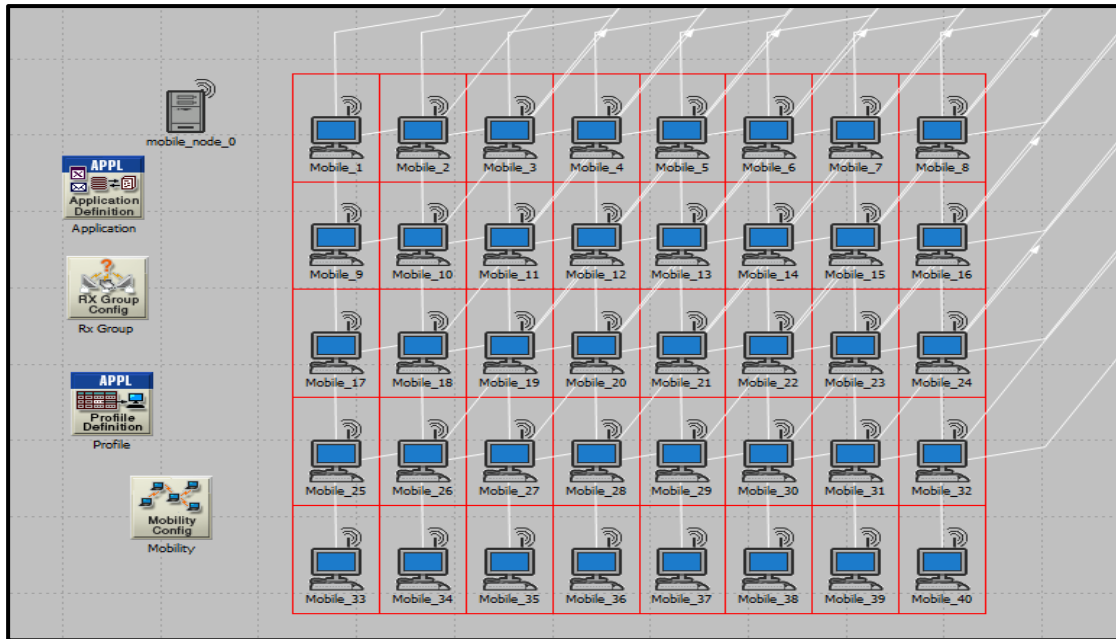 mobile_node_0
APPL
Application
Definition
Application
?
RX Group
Config
Rx Group
APPL
Profile
Definition
Profile
Mobility
Config
Mobility
Mobile_1 Mobile_2 Mobile_3 Mobile_4 Mobile_5 Mobile_6 Mobile_7 Mobile_8
Mobile_9 Mobile_10 Mobile_11 Mobile_12 Mobile_13 Mobile_14 Mobile_15 Mobile_16
Mobile_17 Mobile_18 Mobile_19 Mobile_20 Mobile_21 Mobile_22 Mobile_23 Mobile_24
Mobile_25 Mobile_26 Mobile_27 Mobile_28 Mobile_29 Mobile_30 Mobile_31 Mobile_32
Mobile_33 Mobile_34 Mobile_35 Mobile_36 Mobile_37 Mobile_38 Mobile_39 Mobile_40